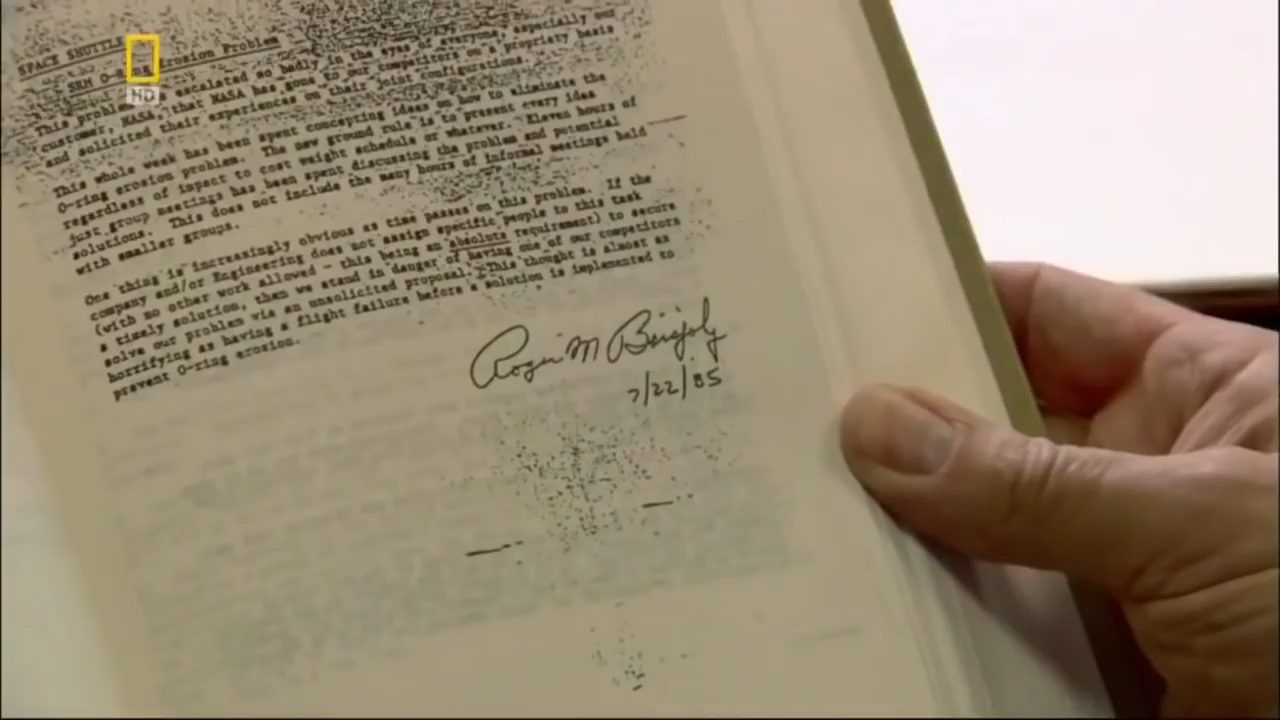 SPACE SHUTTLE
SRM O-Ring Erosion Problem
This problem has escalated so badly in the eyes of everyone, especially our
customer, NASA, that NASA has gone to our competitors on a propriety basis
and solicited their experiences on their joint configurations.
This whole week has been spent concepting ideas on how to eliminate the
O-ring erosion problem. The new ground rule is to present every idea
regardless of impact to cost weight schedule or whatever. Eleven hours of
just group meetings has been spent discussing the problem and potential
solutions. This does not include the many hours of informal meetings held
with smaller groups.
One thing is increasingly obvious as time passes on this problem. If the
company and/or Engineering does not assign specific people to this task
(with no other work allowed - this being an absolute requirement) to secure
a timely solution, then we stand in danger of having one of our competitors
solve our problem via an unsolicited proposal. This thought is almost as
horrifying as having a flight failure before a solution is implemented to
prevent O-ring erosion.
Roger M Boisjoly
7/22/85
HD